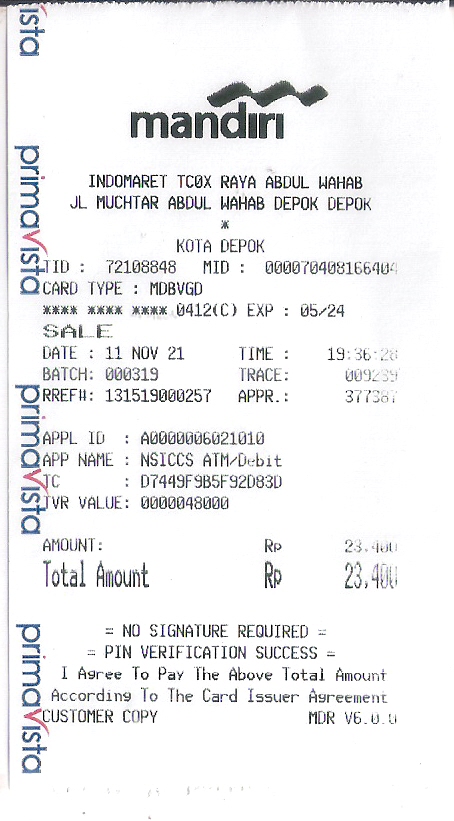 mandiri
INDOMARET TC0X RAYA ABDUL WAHAB
JL MUCHTAR ABDUL WAHAB DEPOK DEPOK
*
KOTA DEPOK
TID : 72108848 MID : 000070408166404
CARD TYPE : MDBVGD
**** **** **** 0412(C) EXP : 05/24
SALE
DATE : 11 NOV 21 TIME : 19:36:28
BATCH: 000319 TRACE: 009239
RREF#: 131519000257 APPR.: 377387
APPL ID : A0000006021010
APP NAME : NSICCS ATM/Debit
TC : D7449F9B5F92D83D
TVR VALUE: 0000048000
AMOUNT: Rp 23.400
Total Amount Rp 23,400
= NO SIGNATURE REQUIRED =
= PIN VERIFICATION SUCCESS =
I Agree To Pay The Above Total Amount
According To The Card Issuer Agreement
CUSTOMER COPY MDR V6.0.0
ista
primavista
primavista
primavista